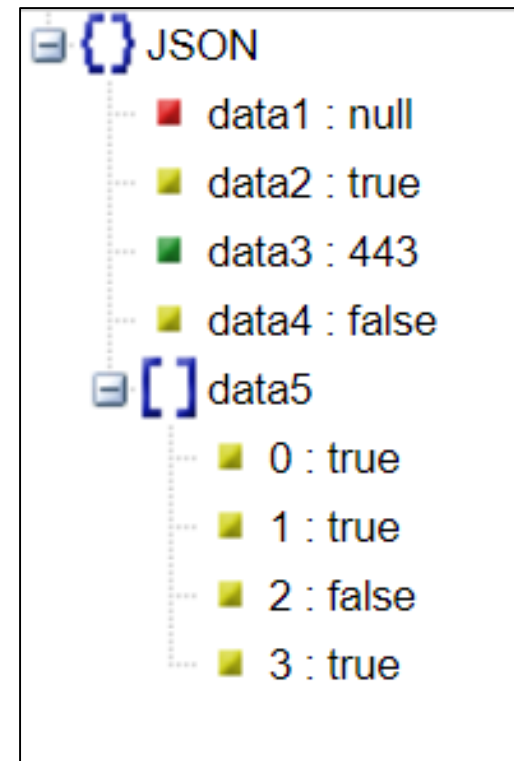 JSON
data1 : null
data2 : true
data3 : 443
data4 : false
data5
0 : true
1 : true
2 : false
3 : true